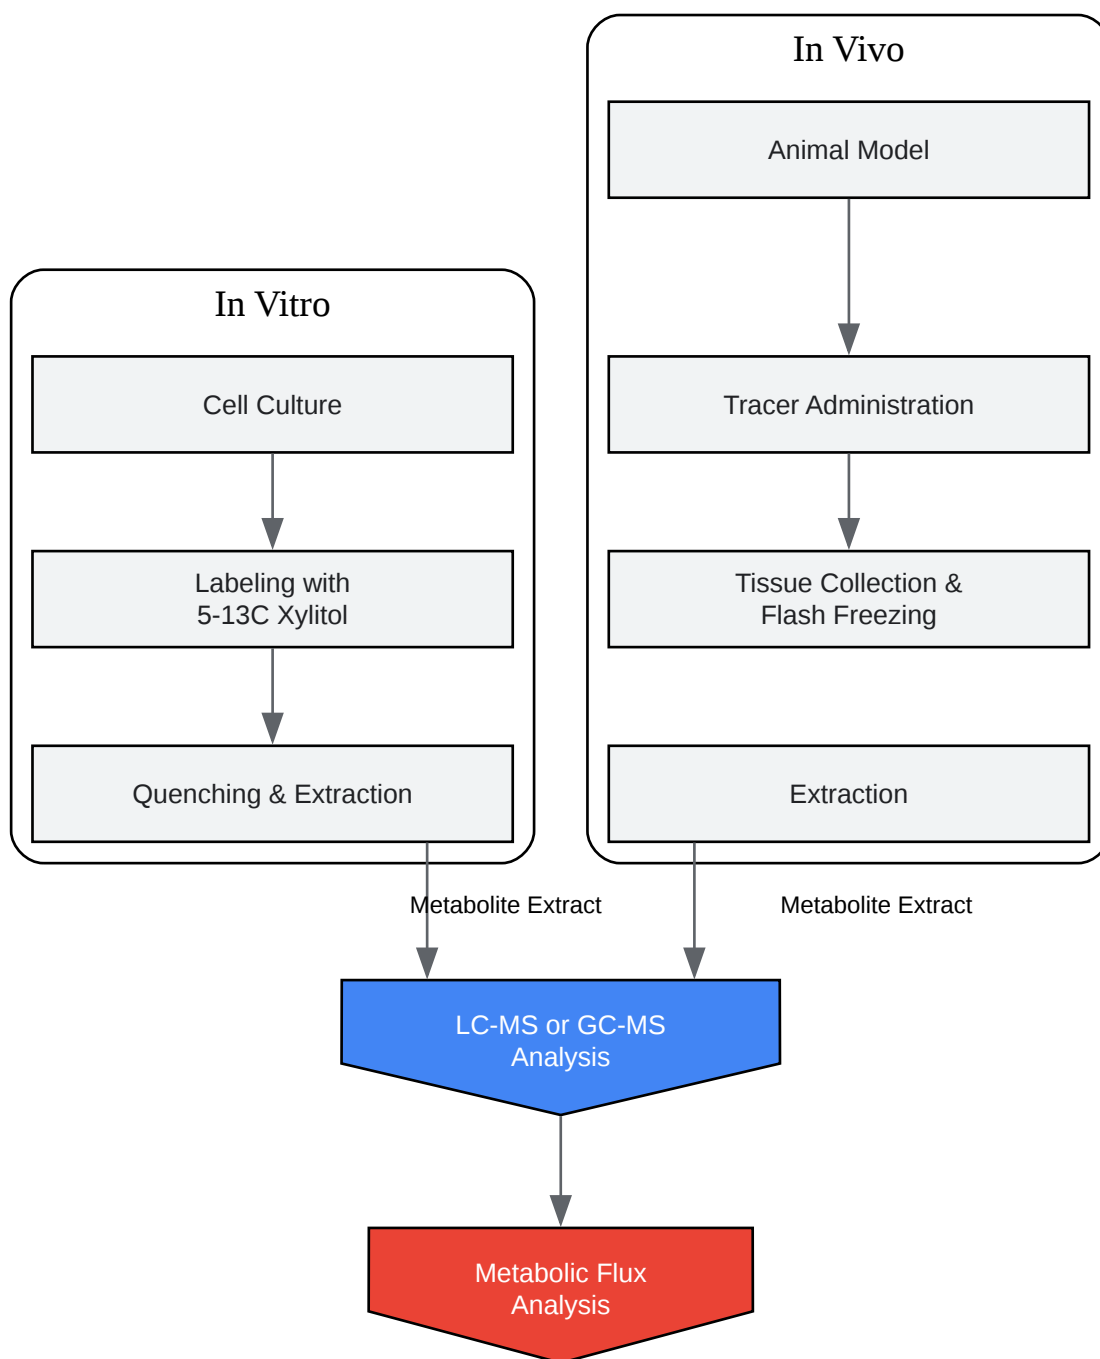 In Vivo
Animal Model
In Vitro
Cell Culture
Tracer Administration
Labeling with
5-13C Xylitol
Tissue Collection &
Flash Freezing
Quenching & Extraction
Extraction
Metabolite Extract
Metabolite Extract
LC-MS or GC-MS
Analysis
Metabolic Flux
Analysis